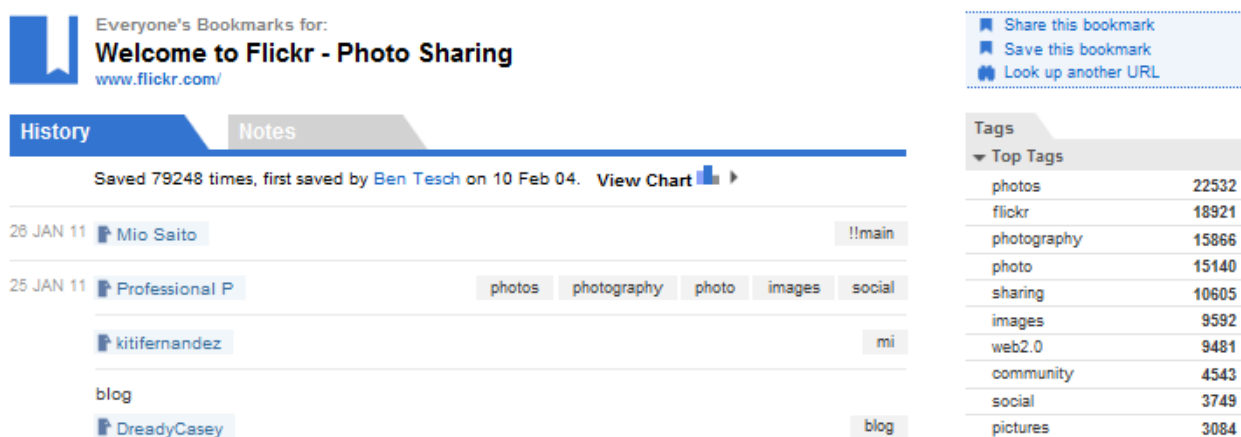 Everyone's Bookmarks for:
Welcome to Flickr - Photo Sharing
www.flickr.com/
History Notes
Saved 79248 times, first saved by Ben Tesch on 10 Feb 04. View Chart
26 JAN 11 Mio Saito !!main
25 JAN 11 Professional P photos photography photo images social
kitifernandez mi
blog
DreadyCasey blog
Share this bookmark
Save this bookmark
Look up another URL
Tags
Top Tags
photos 22532
flickr 18921
photography 15866
photo 15140
sharing 10605
images 9592
web2.0 9481
community 4543
social 3749
pictures 3084